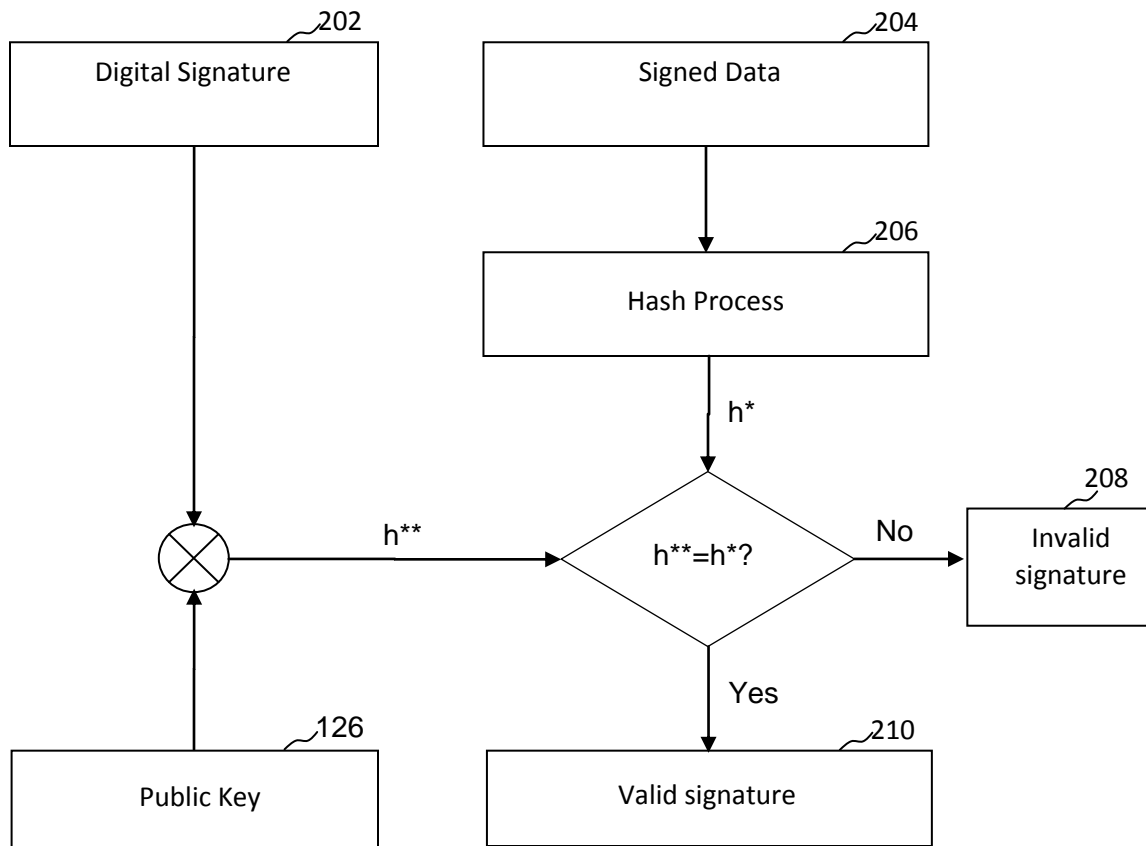 202
Digital Signature
204
Signed Data
206
Hash Process
h*
h**
h**=h*?
No
208
Invalid
signature
Yes
126
Public Key
210
Valid signature